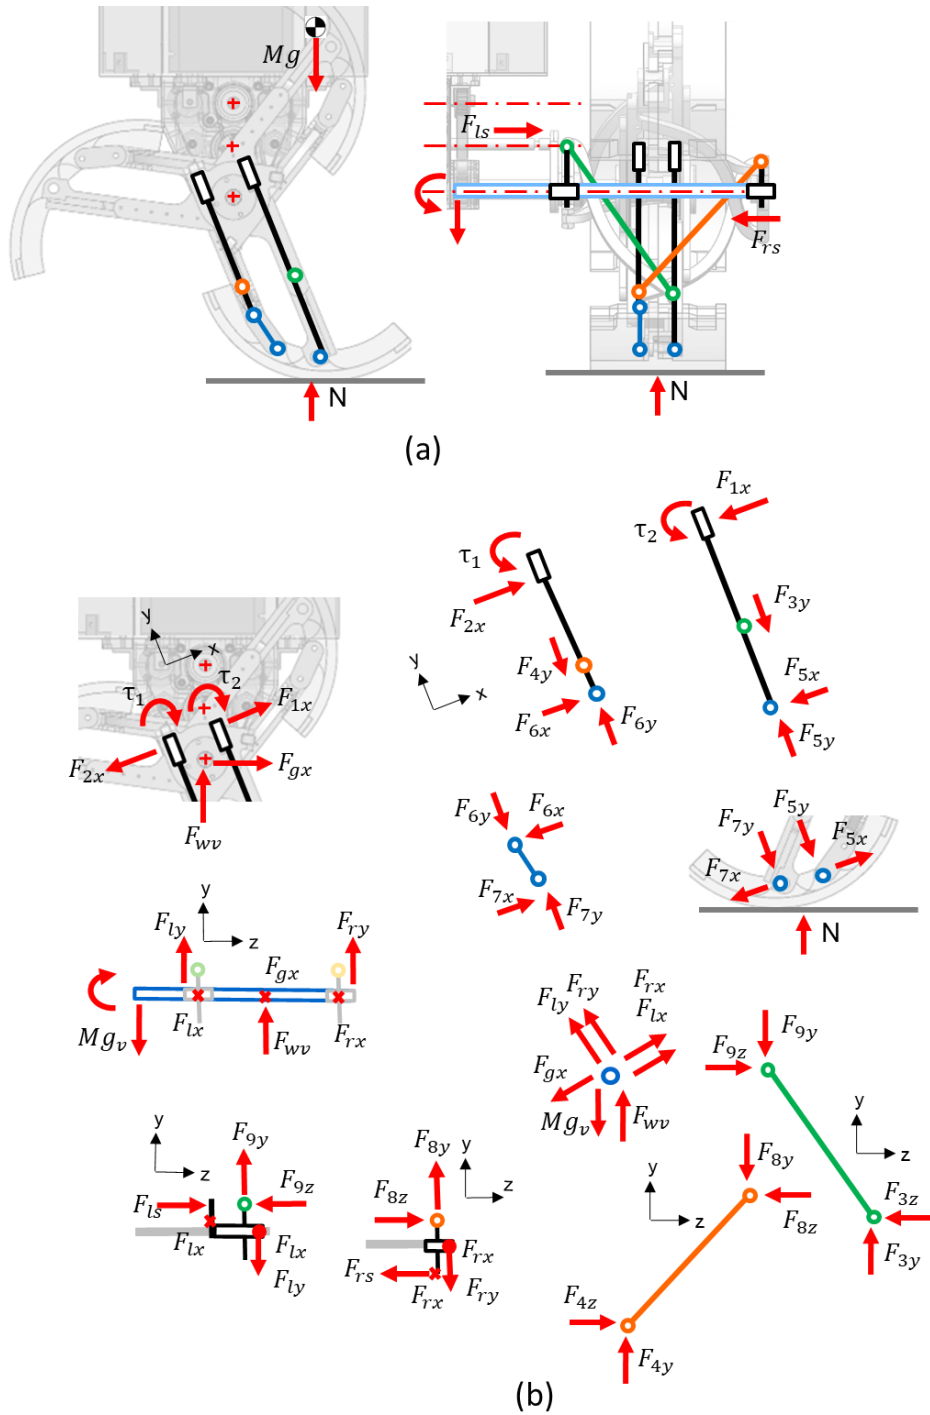 Mg
F_ls
F_rs
N
N
(a)
F_1x
τ_1
τ_2
F_2x
F_3y
F_4y
F_5x
F_6x
F_6y
F_5y
y
x
y
x
τ_1
τ_2
F_1x
F_2x
F_gx
F_wv
F_6y
F_6x
F_7x
F_7y
F_7y
F_5y
F_5x
F_7x
N
y
z
F_ly
F_ry
F_gx
F_lx
F_rx
Mg_v
F_wv
F_ly
F_ry
F_rx
F_lx
F_gx
Mg_v
F_wv
F_9y
F_9z
y
z
F_3z
F_3y
y
z
F_9y
F_9z
F_ls
F_lx
F_lx
F_ly
F_8y
y
z
F_8z
F_rx
F_rs
F_rx
F_ry
y
z
F_8y
F_8z
F_4z
F_4y
(b)